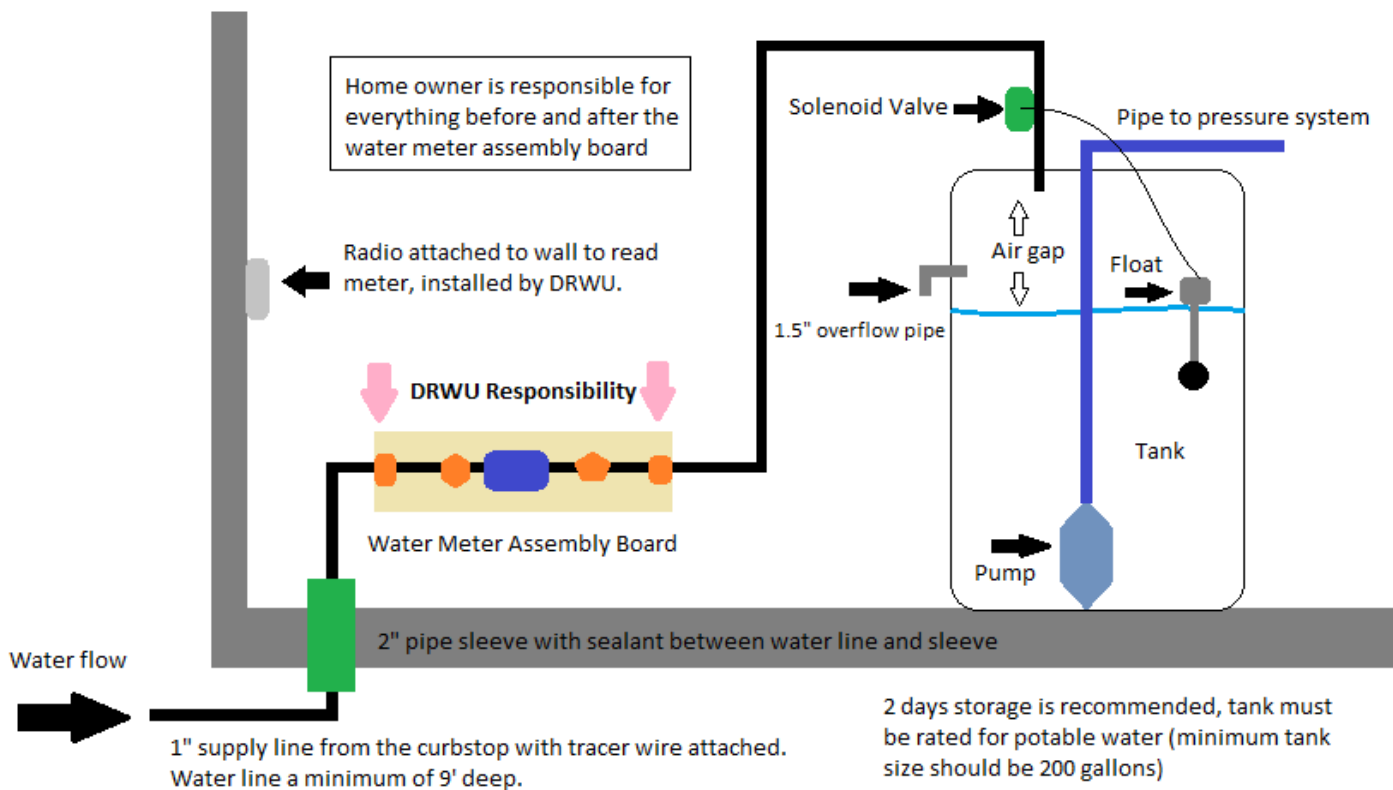 Home owner is responsible for
everything before and after the
water meter assembly board
Solenoid Valve
Pipe to pressure system
Radio attached to wall to read
meter, installed by DRWU.
Air gap
Float
1.5" overflow pipe
DRWU Responsibility
Tank
Water Meter Assembly Board
Pump
2" pipe sleeve with sealant between water line and sleeve
Water flow
1" supply line from the curbstop with tracer wire attached.
Water line a minimum of 9' deep.
2 days storage is recommended, tank must
be rated for potable water (minimum tank
size should be 200 gallons)